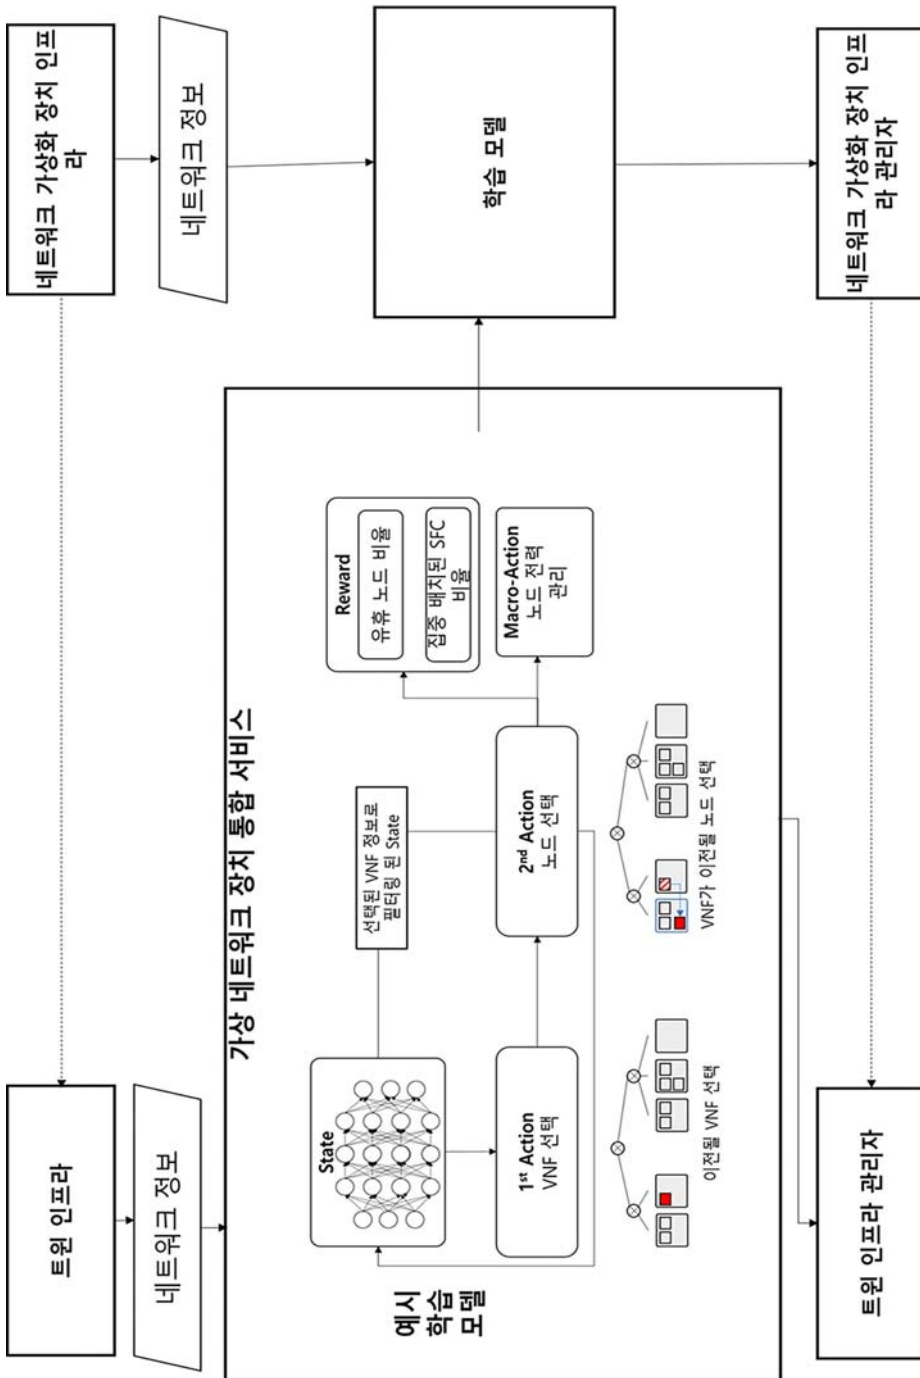 트윈 인프라
네트워크 정보
네트워크 가상화 장치 인프
라
네트워크 정보
가상 네트워크 장치 통합 서비스
예시
학습
모델
State
선택된 VNF 정보로
필터링 된 State
Reward
유휴 노드 비율
집중 배치된 SFC
비율
1st Action
VNF 선택
2nd Action
노드 선택
Macro-Action
노드 전력
관리
이전될 VNF 선택
VNF가 이전될 노드 선택
학습 모델
트윈 인프라 관리자
네트워크 가상화 장치 인프
라 관리자